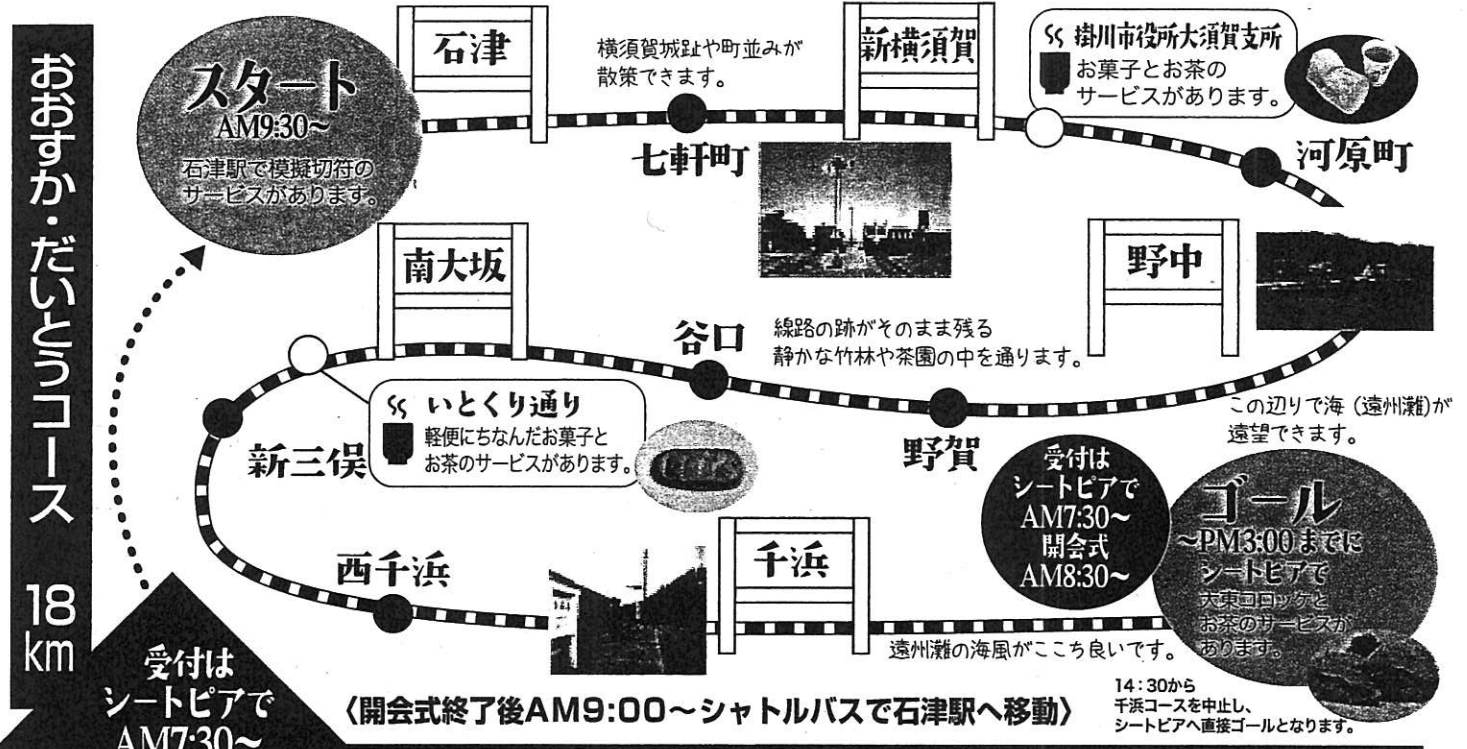 おおすか・だいとうコース 18km
スタート
AM9:30～
石津駅で模擬切符の
サービスがあります。
石津
横須賀城趾や町並みが
散策できます。
七軒町
新横須賀
掛川市役所大須賀支所
お菓子とお茶の
サービスがあります。
河原町
野中
この辺りで海(遠州灘)が
遠望できます。
野賀
線路の跡がそのまま残る
静かな竹林や茶園の中を通ります。
谷口
南大坂
いとくり通り
軽便にちなんだお菓子と
お茶のサービスがあります。
新三俣
西千浜
千浜
遠州灘の海風がここち良いです。
受付は
シートピアで
AM7:30～
開会式
AM8:30～
ゴール
～PM3:00までに
シートピアで
大東コロッケと
お茶のサービスが
あります。
14:30から
千浜コースを中止し、
シートピアへ直接ゴールとなります。
受付は
シートピアで
AM7:30～
〈開会式終了後AM9:00～シャトルバスで石津駅へ移動〉